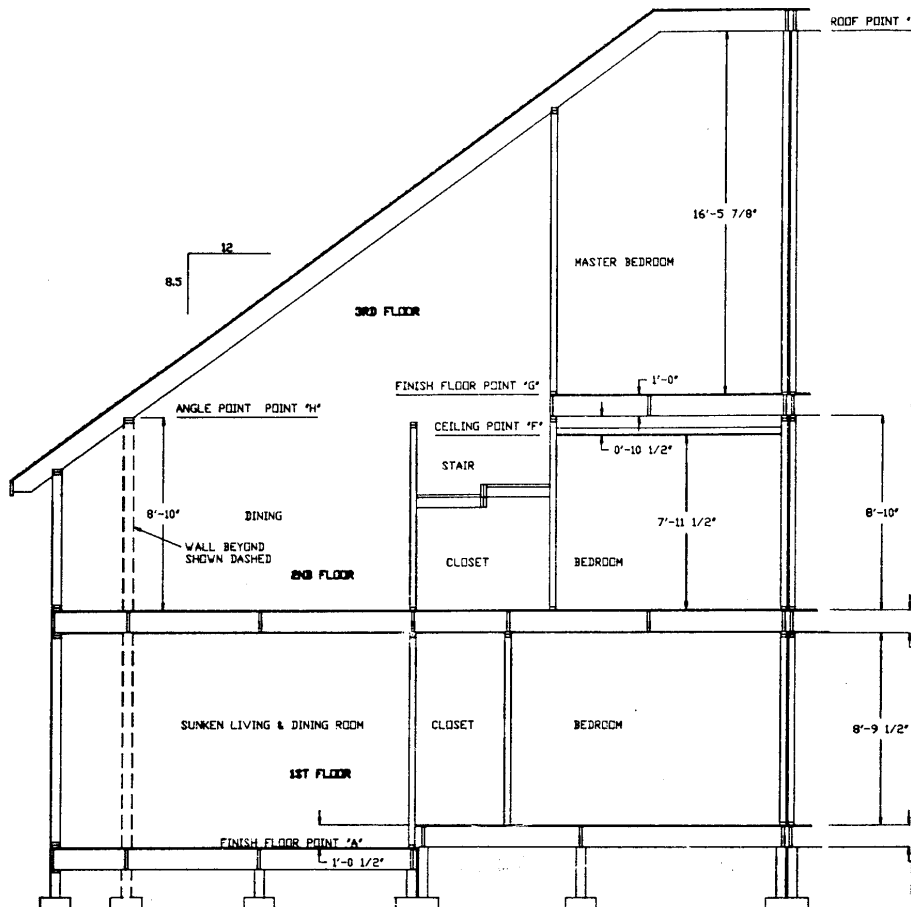 ROOF POINT "
16'-5 7/8"
12
8.5
MASTER BEDROOM
3RD FLOOR
FINISH FLOOR POINT "G"
1'-0"
ANGLE POINT POINT "H"
CEILING POINT "F"
0'-10 1/2"
STAIR
8'-10"
DINING
7'-11 1/2"
8'-10"
WALL BEYOND
SHOWN DASHED
CLOSET
BEDROOM
2ND FLOOR
SUNKEN LIVING & DINING ROOM
CLOSET
BEDROOM
8'-9 1/2"
1ST FLOOR
FINISH FLOOR POINT "A"
1'-0 1/2"